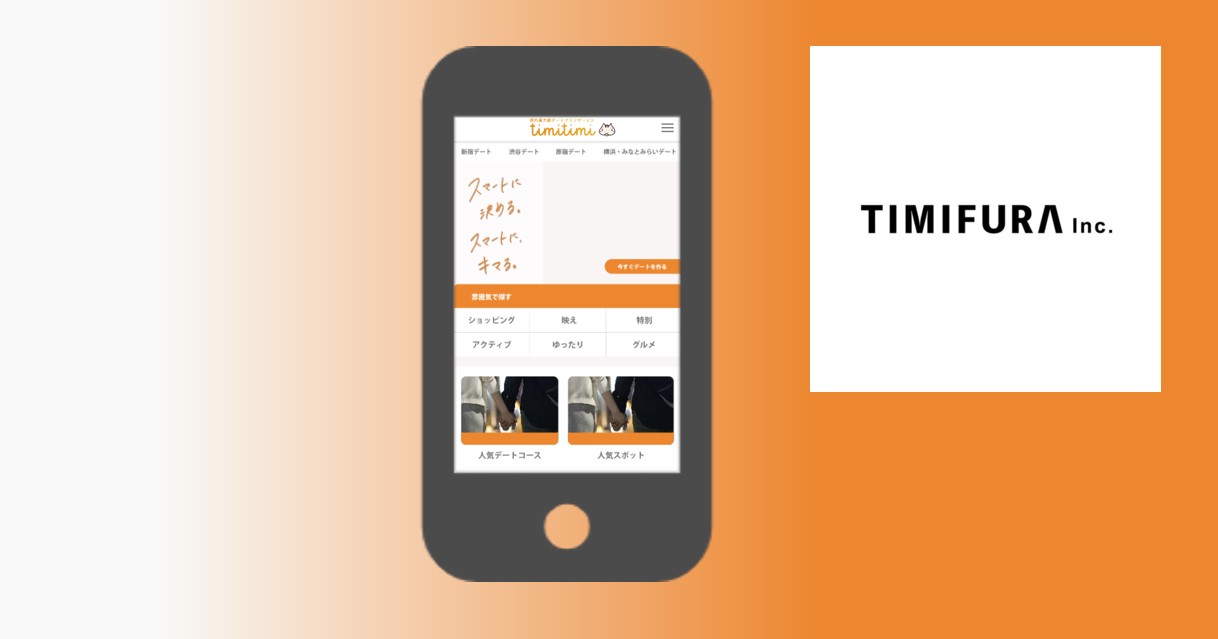 timitimi
新宿デート 渋谷デート 原宿デート 横浜・みなとみらいデート
スマートに
決める。
スマートに、
キマる。
今すぐデートを作る
雰囲気で探す
ショッピング 映え 特別
アクティブ ゆったり グルメ
人気デートコース 人気スポット
TIMIFURA Inc.